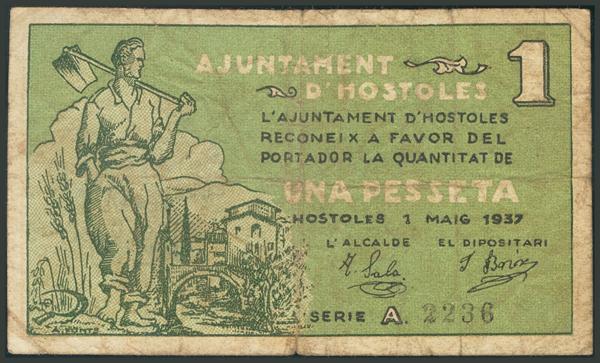 AJUNTAMENT
D'HOSTOLES
1
L'AJUNTAMENT D'HOSTOLES
RECONEIX A FAVOR DEL
PORTADOR LA QUANTITAT DE
UNA PESSETA
HOSTOLES 1 MAIG 1937
L'ALCALDE EL DIPOSITARI
SERIE A. 2236